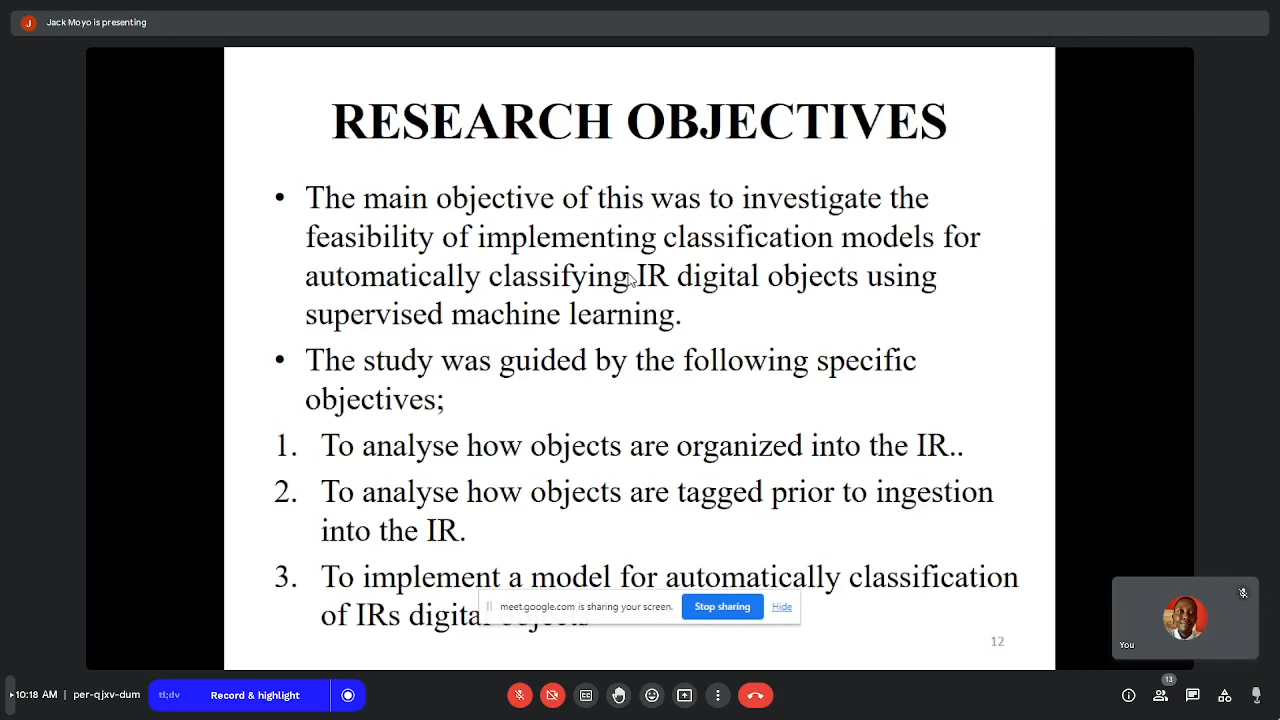 J Jack Moyo is presenting
RESEARCH OBJECTIVES
• The main objective of this was to investigate the
feasibility of implementing classification models for
automatically classifying IR digital objects using
supervised machine learning.
• The study was guided by the following specific
objectives;
1. To analyse how objects are organized into the IR..
2. To analyse how objects are tagged prior to ingestion
into the IR.
3. To implement a model for automatically classification
of IRs digital objects
meet.google.com is sharing your screen. Stop sharing Hide
12
You
10:18 AM | per-qjxv-dum
tl;dv Record & highlight
13